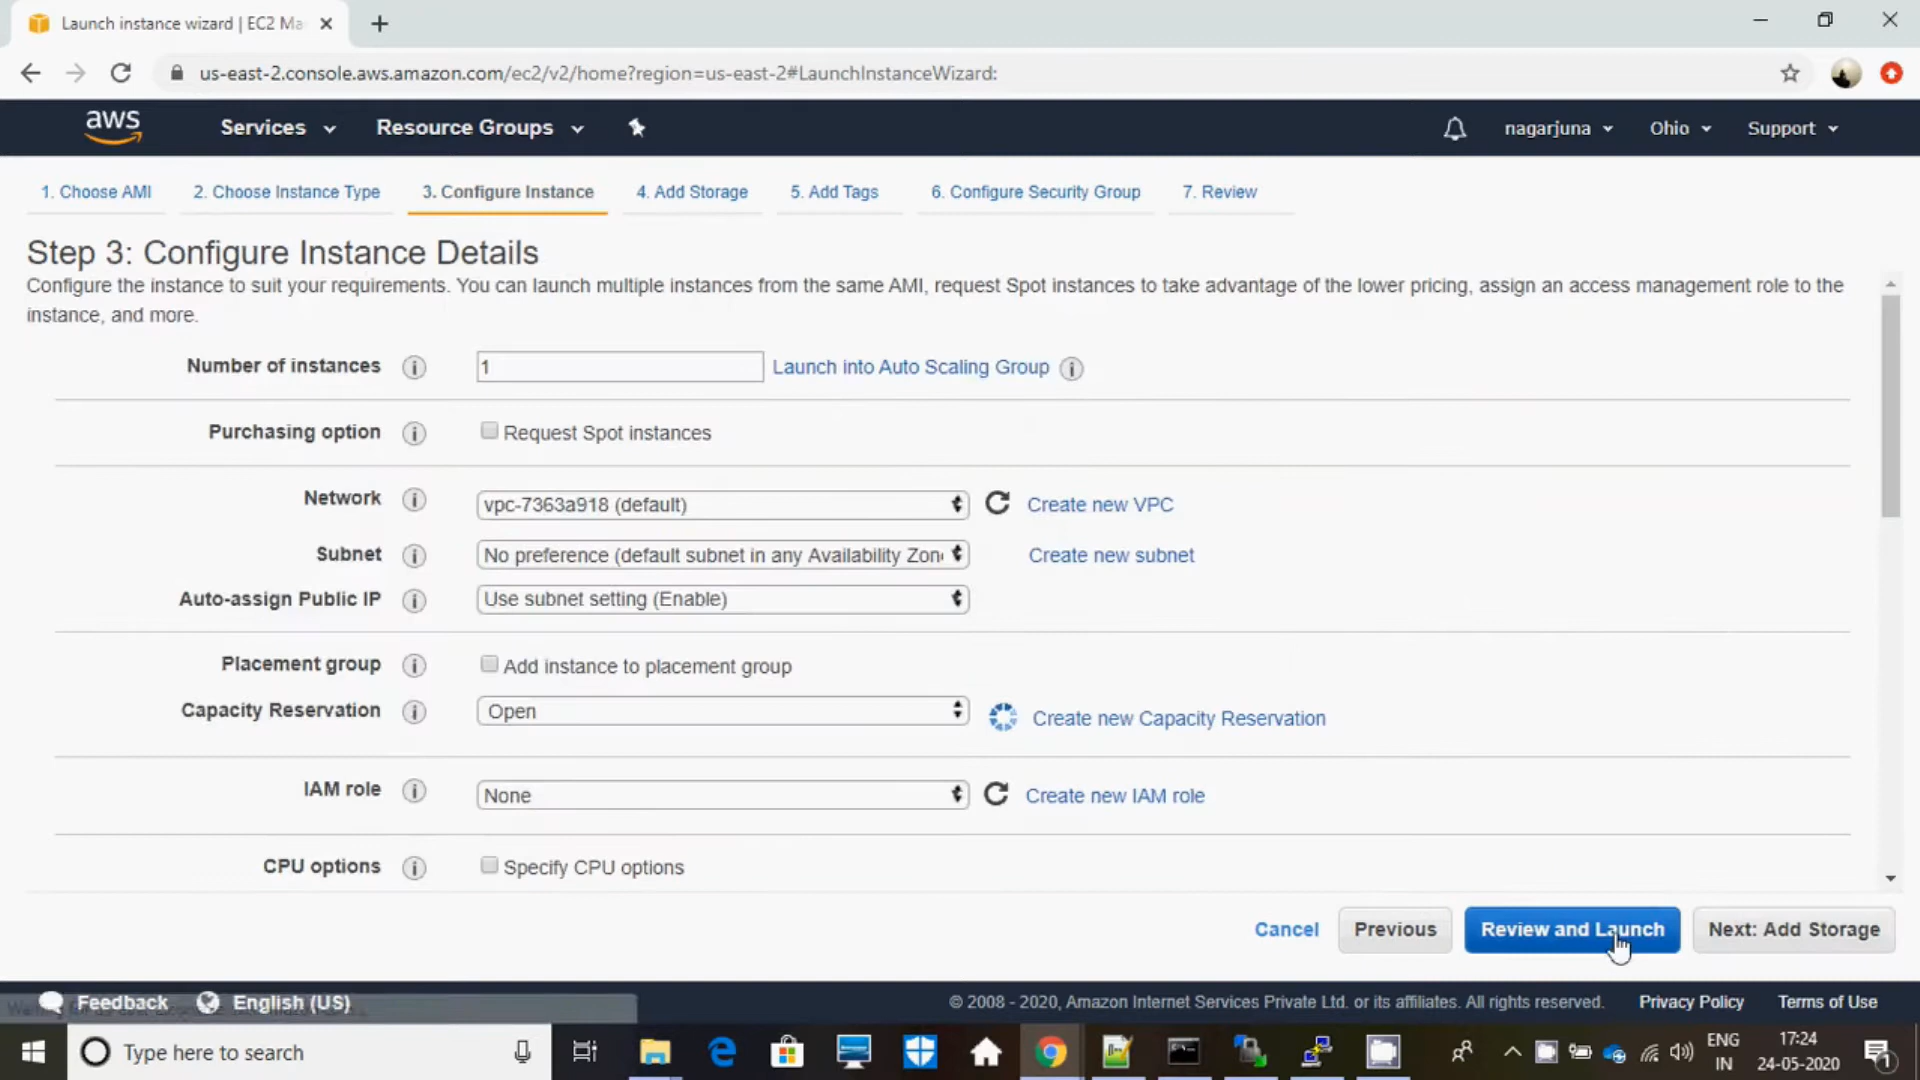 Launch instance wizard | EC2 Ma
us-east-2.console.aws.amazon.com/ec2/v2/home?region=us-east-2#LaunchInstanceWizard:
aws Services Resource Groups nagarjuna Ohio Support
1. Choose AMI 2. Choose Instance Type 3. Configure Instance 4. Add Storage 5. Add Tags 6. Configure Security Group 7. Review
Step 3: Configure Instance Details
Configure the instance to suit your requirements. You can launch multiple instances from the same AMI, request Spot instances to take advantage of the lower pricing, assign an access management role to the
instance, and more.
Number of instances 1 Launch into Auto Scaling Group
Purchasing option Request Spot instances
Network vpc-7363a918 (default) Create new VPC
Subnet No preference (default subnet in any Availability Zon Create new subnet
Auto-assign Public IP Use subnet setting (Enable)
Placement group Add instance to placement group
Capacity Reservation Open Create new Capacity Reservation
IAM role None Create new IAM role
CPU options Specify CPU options
Cancel Previous Review and Launch Next: Add Storage
Feedback English (US) © 2008 - 2020, Amazon Internet Services Private Ltd. or its affiliates. All rights reserved. Privacy Policy Terms of Use
Type here to search
ENG 17:24
IN 24-05-2020 1